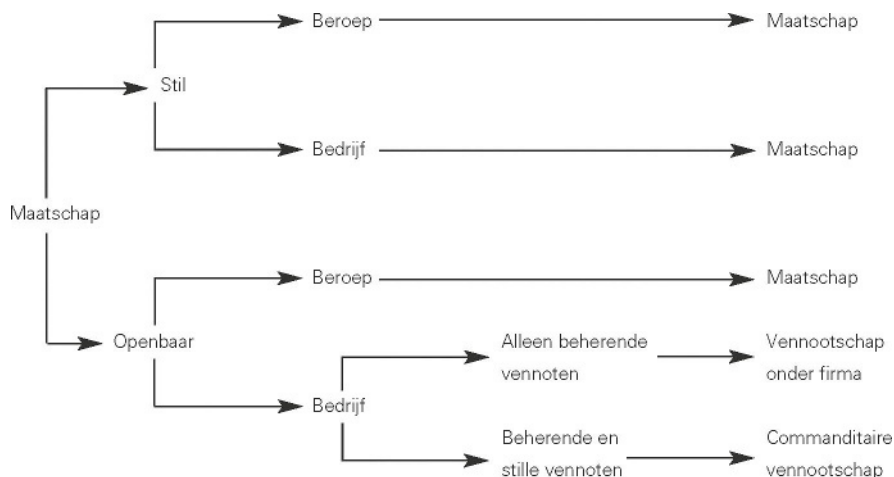 Beroep
Maatschap
Stil
Bedrijf
Maatschap
Maatschap
Beroep
Maatschap
Openbaar
Alleen beherende
vennoten
Vennootschap
onder firma
Bedrijf
Beherende en
stille vennoten
Commanditaire
vennootschap